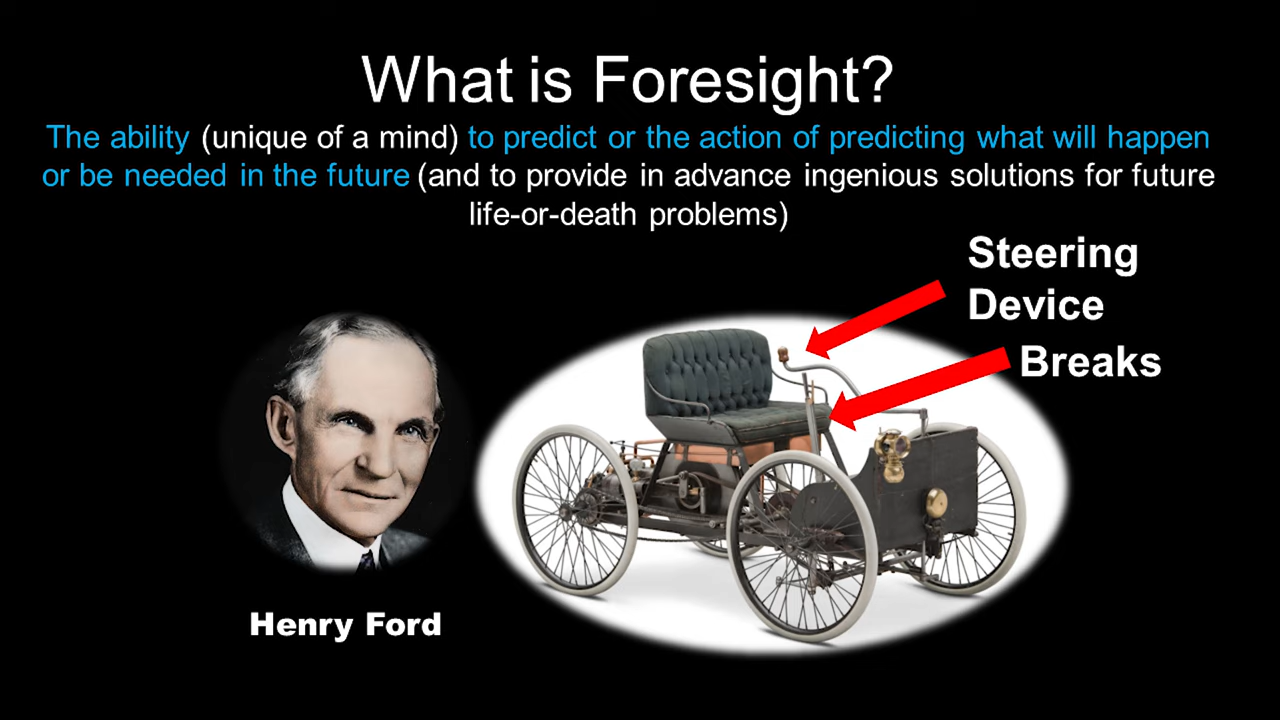 What is Foresight?
The ability (unique of a mind) to predict or the action of predicting what will happen
or be needed in the future (and to provide in advance ingenious solutions for future
life-or-death problems)
Steering
Device
Breaks
Henry Ford